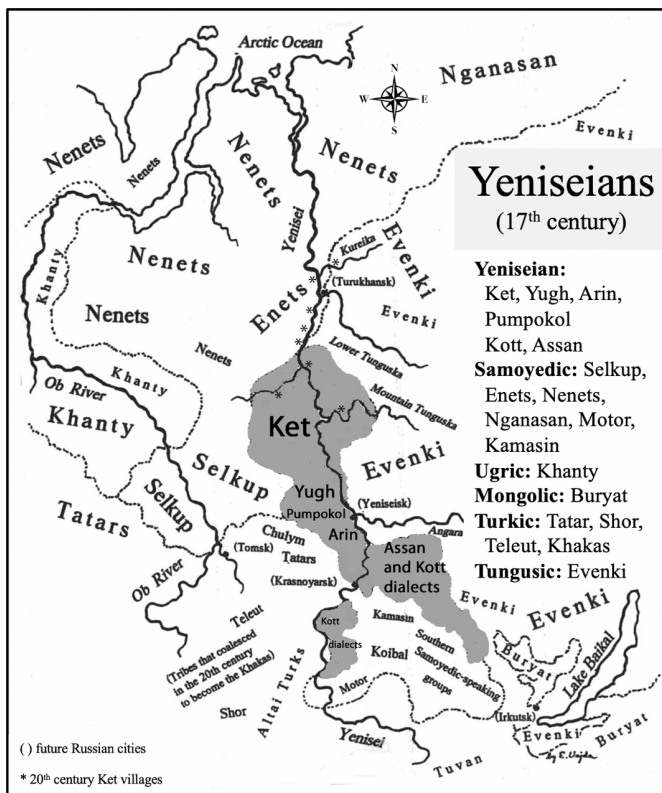 Arctic Ocean
Nganasan
N
W E
S
Evenki
Nenets
Nenets
Nenets
Nenets
Yeniseians
(17th century)
Yenisei
Kureika
Evenki
Nenets
Khanty
(Turukhansk)
Enets
Evenki
Nenets
Nenets
Lower Tunguska
Khanty
Ob River
Mountain Tunguska
Khanty
Ket
Evenki
Selkup
Selkup
Yugh
Pumpokol
(Yeniseisk)
Tatars
Arin
Angara
Chulym
Tatars
(Tomsk)
Assan
and Kott
dialects
(Krasnoyarsk)
Ob River
Evenki
Evenki
Teleut
Kott
dialects
Kamasin
Southern
Samoyedic-speaking
groups
Koibal
Buryat
Lake Baikal
(Tribes that coalesced
in the 20th century
to become the Khakas)
Altai Turks
Motor
Shor
(Irkutsk)
Yenisei
Evenki
Buryat
Tuvan
by E.Vajda
Yeniseian:
Ket, Yugh, Arin,
Pumpokol
Kott, Assan
Samoyedic: Selkup,
Enets, Nenets,
Nganasan, Motor,
Kamasin
Ugric: Khanty
Mongolic: Buryat
Turkic: Tatar, Shor,
Teleut, Khakas
Tungusic: Evenki
( ) future Russian cities
* 20th century Ket villages